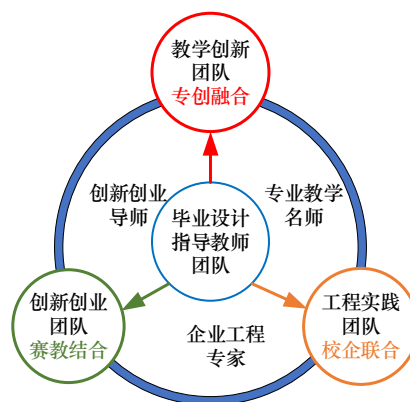 教学创新
团队
专创融合
创新创业
导师
专业教学
名师
毕业设计
指导教师
团队
创新创业
团队
赛教结合
工程实践
团队
校企联合
企业工程
专家